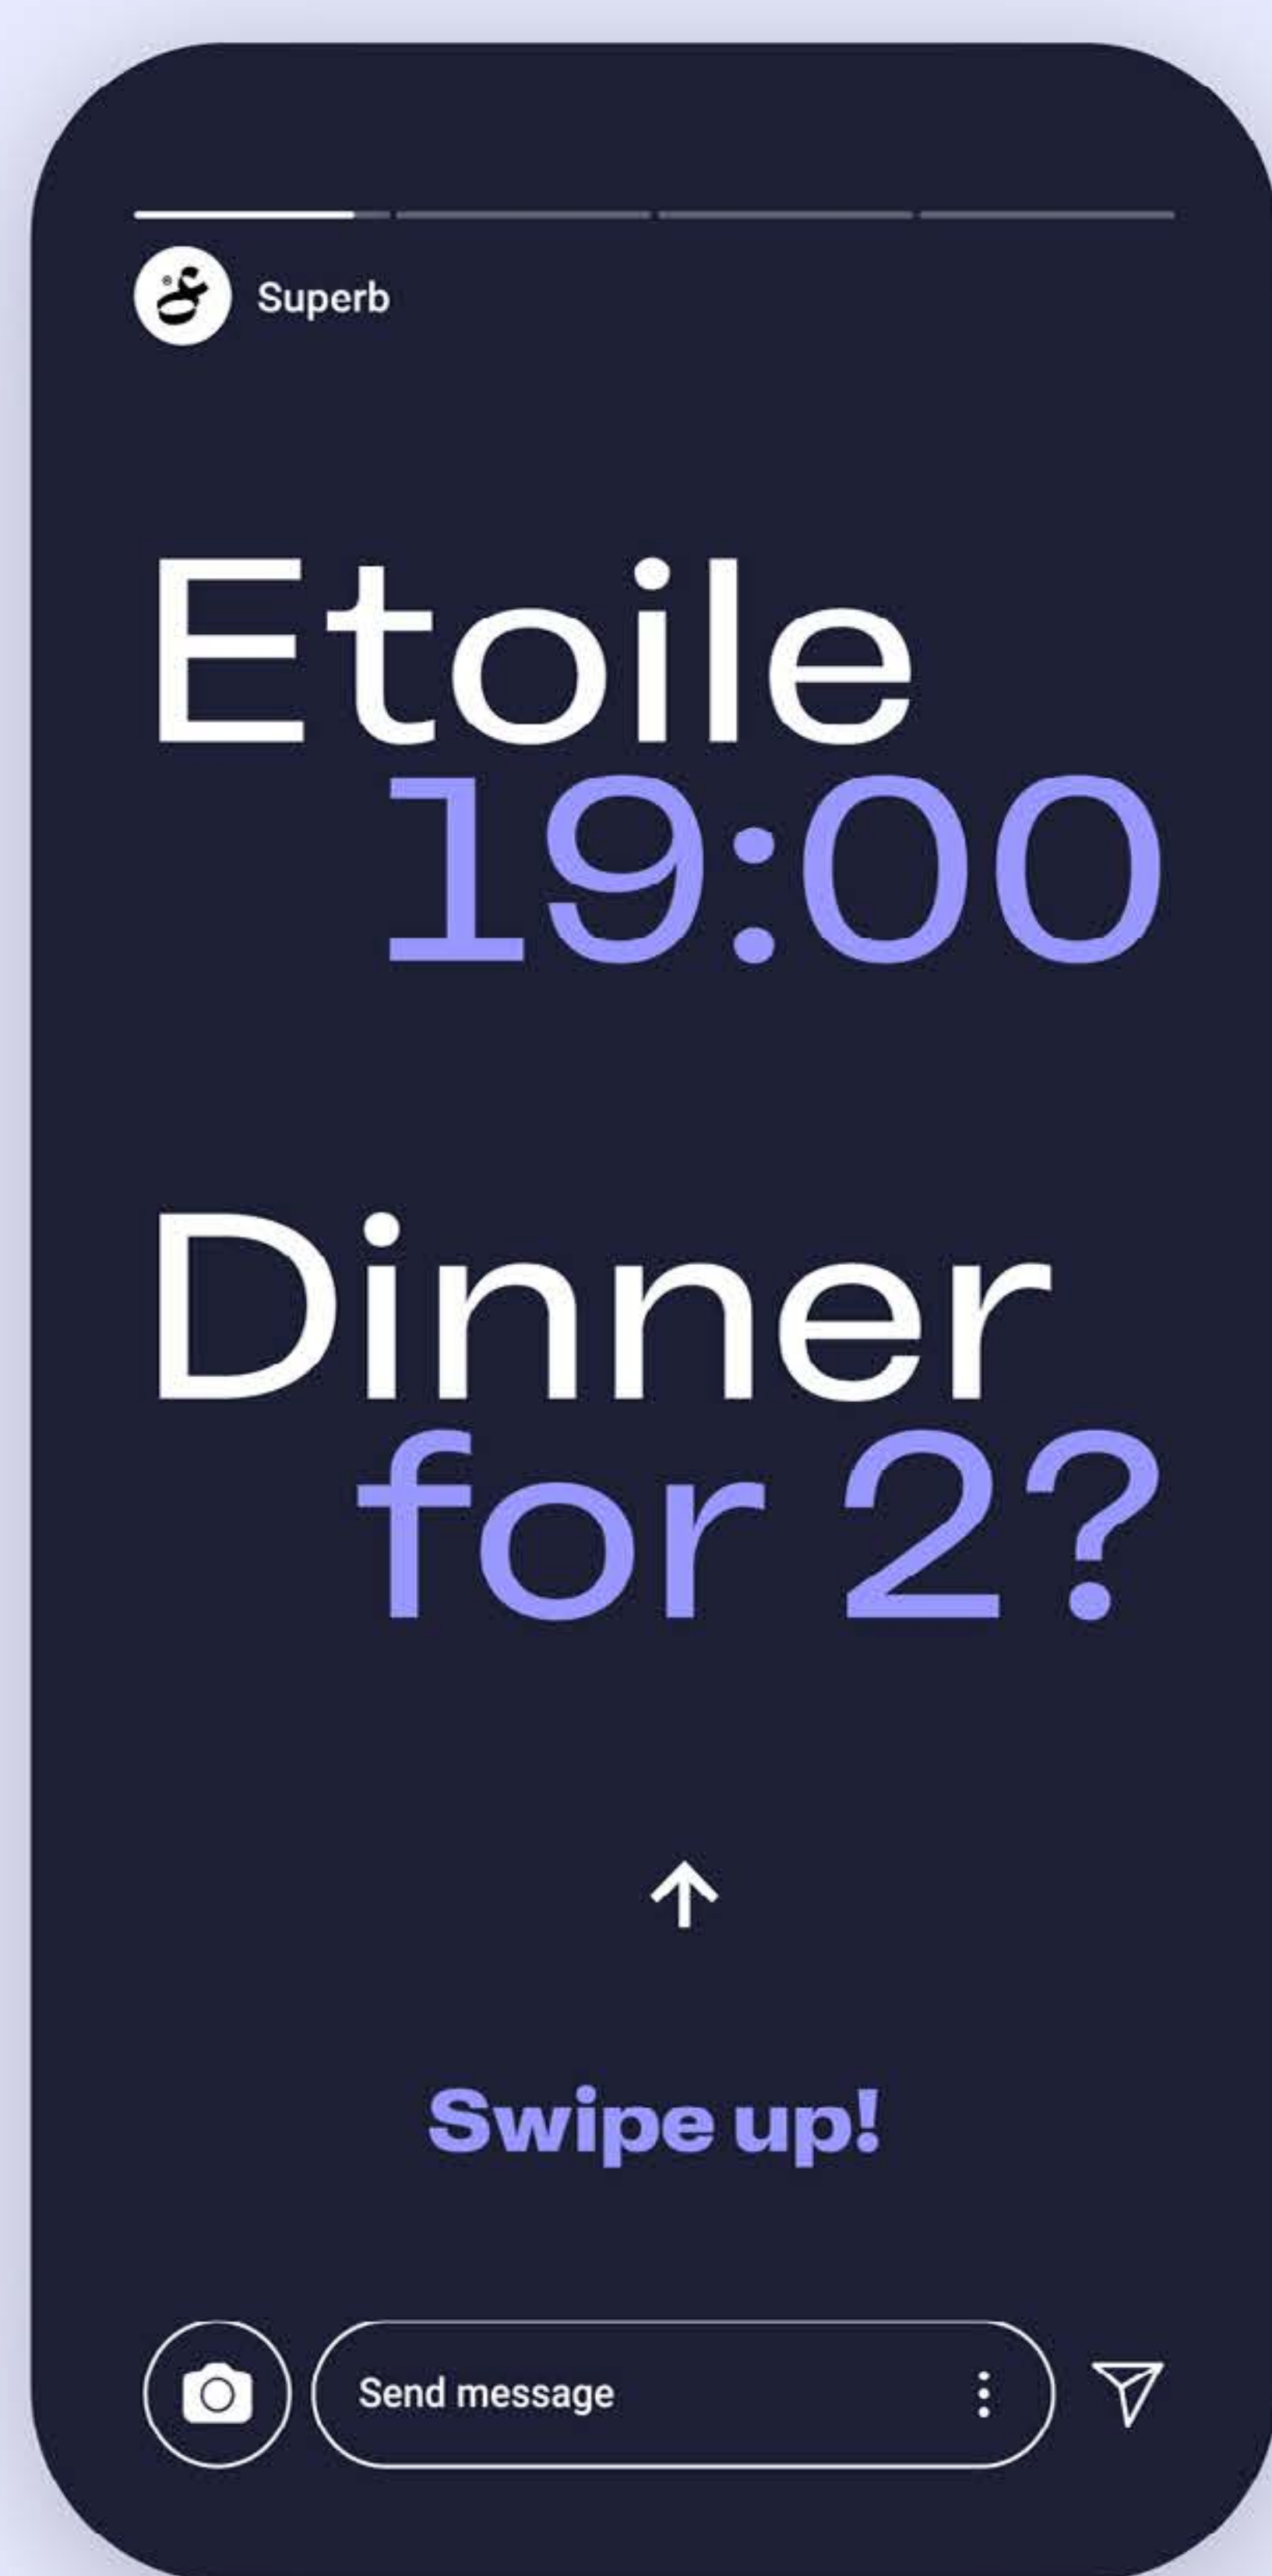 Superb
Etoile
19:00
Dinner
for 2?
Swipe up!
Send message